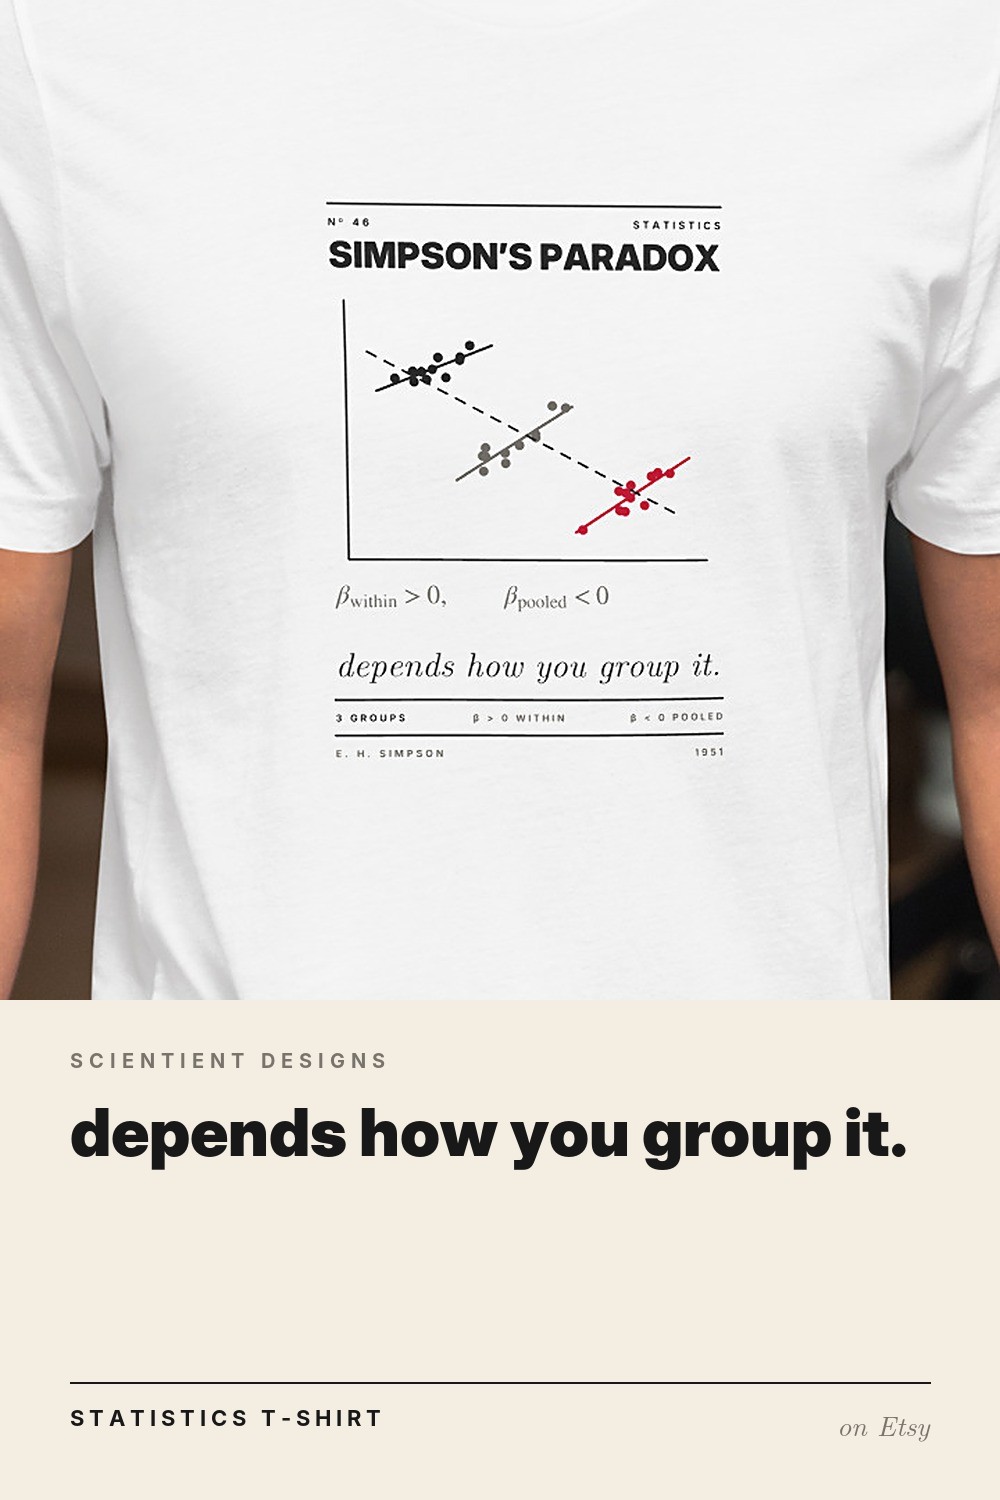 Nº 46 STATISTICS
SIMPSON'S PARADOX
βwithin > 0, βpooled < 0
depends how you group it.
3 GROUPS β > 0 WITHIN β < 0 POOLED
E. H. SIMPSON 1951
SCIENTIENT DESIGNS
depends how you group it.
STATISTICS T-SHIRT on Etsy